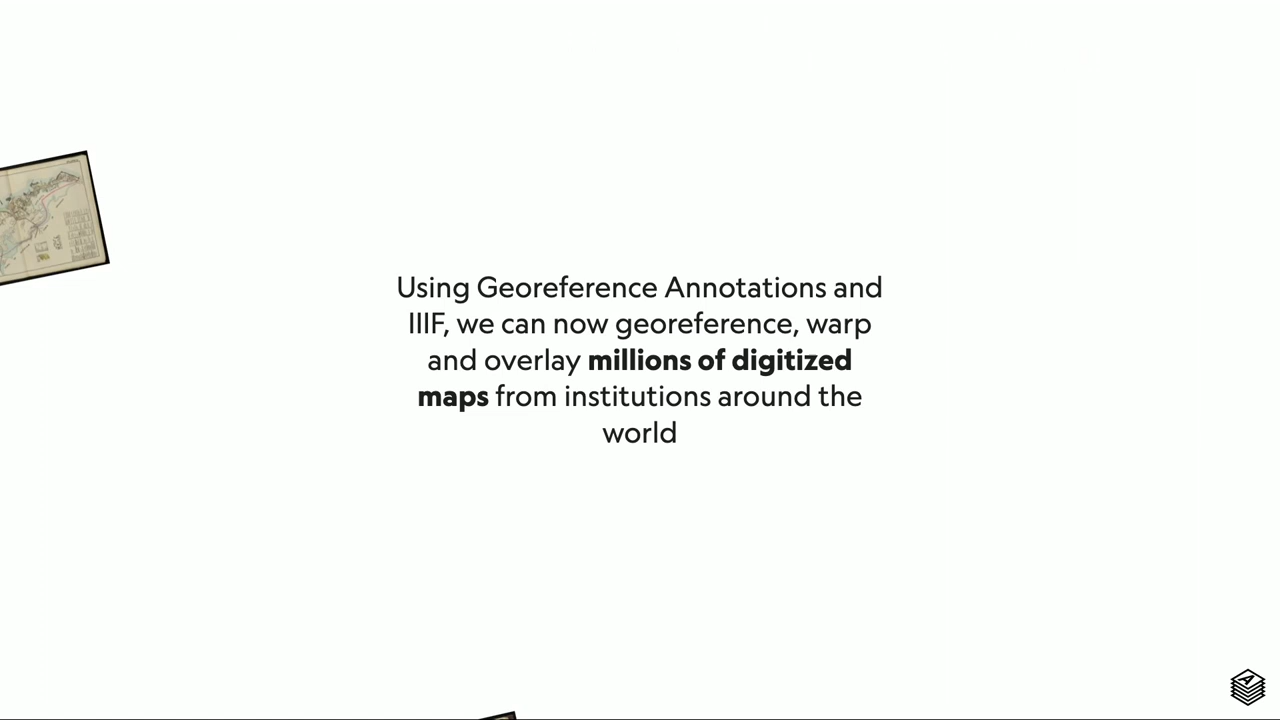 Using Georeference Annotations and
IIIF, we can now georeference, warp
and overlay millions of digitized
maps from institutions around the
world